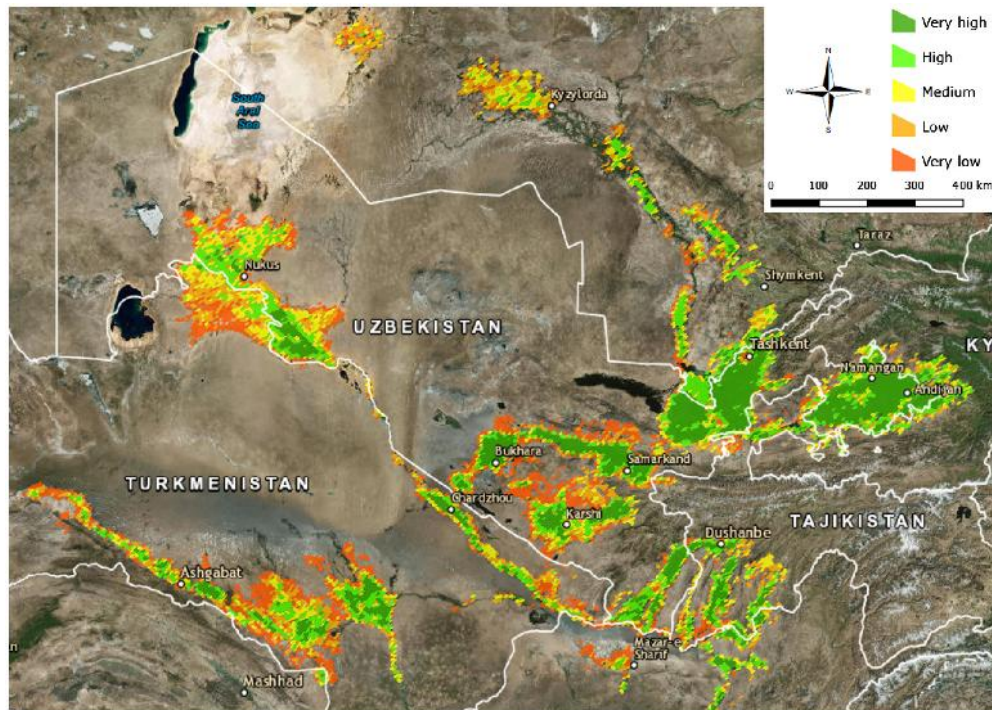 Very high
High
Medium
Low
Very low
N
W E
S
0 100 200 300 400 km
South
Aral
Sea
Kyzylorda
Taraz
Shymkent
Nukus
UZBEKISTAN
Tashkent
KY
Namangan
Andijan
Bukhara
Samarkand
TURKMENISTAN
Chardzhou
Karshi
TAJIKISTAN
Dushanbe
Ashgabat
Mazar-e
Sharif
Mashhad
an